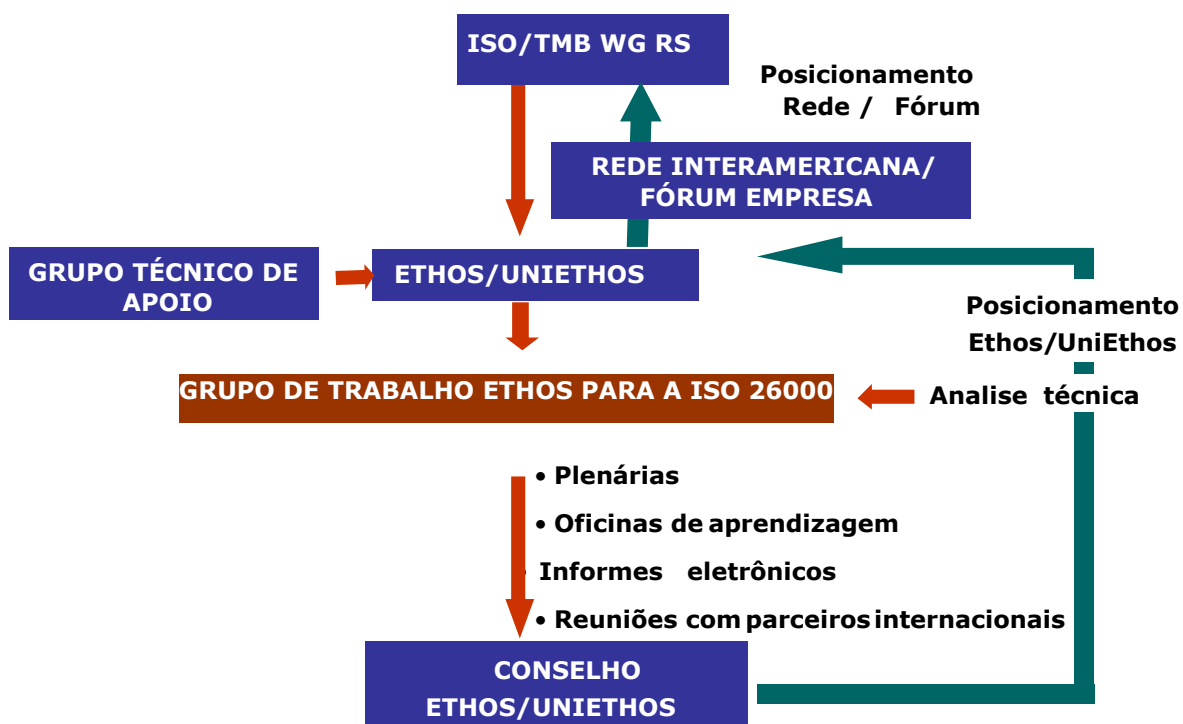 ISO/TMB WG RS
Posicionamento
Rede / Fórum
REDE INTERAMERICANA/
FÓRUM EMPRESA
GRUPO TÉCNICO DE
APOIO
ETHOS/UNIETHOS
Posicionamento
Ethos/UniEthos
GRUPO DE TRABALHO ETHOS PARA A ISO 26000
Analise técnica
• Plenárias
• Oficinas de aprendizagem
• Informes eletrônicos
• Reuniões com parceiros internacionais
CONSELHO
ETHOS/UNIETHOS